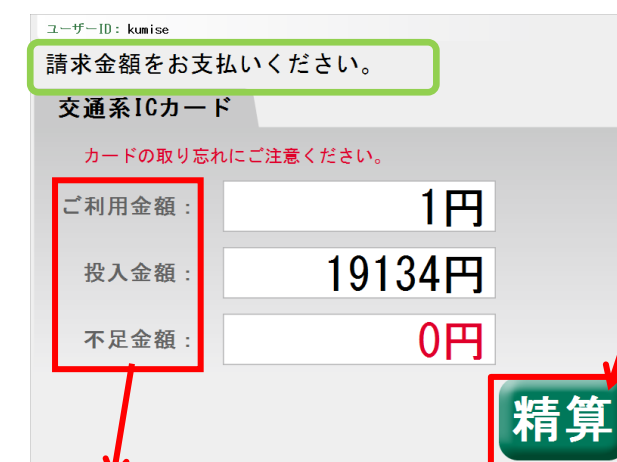 ユーザーID: kumise
請求金額をお支払いください。
交通系ICカード
カードの取り忘れにご注意ください。
ご利用金額: 1円
投入金額: 19134円
不足金額: 0円
精算